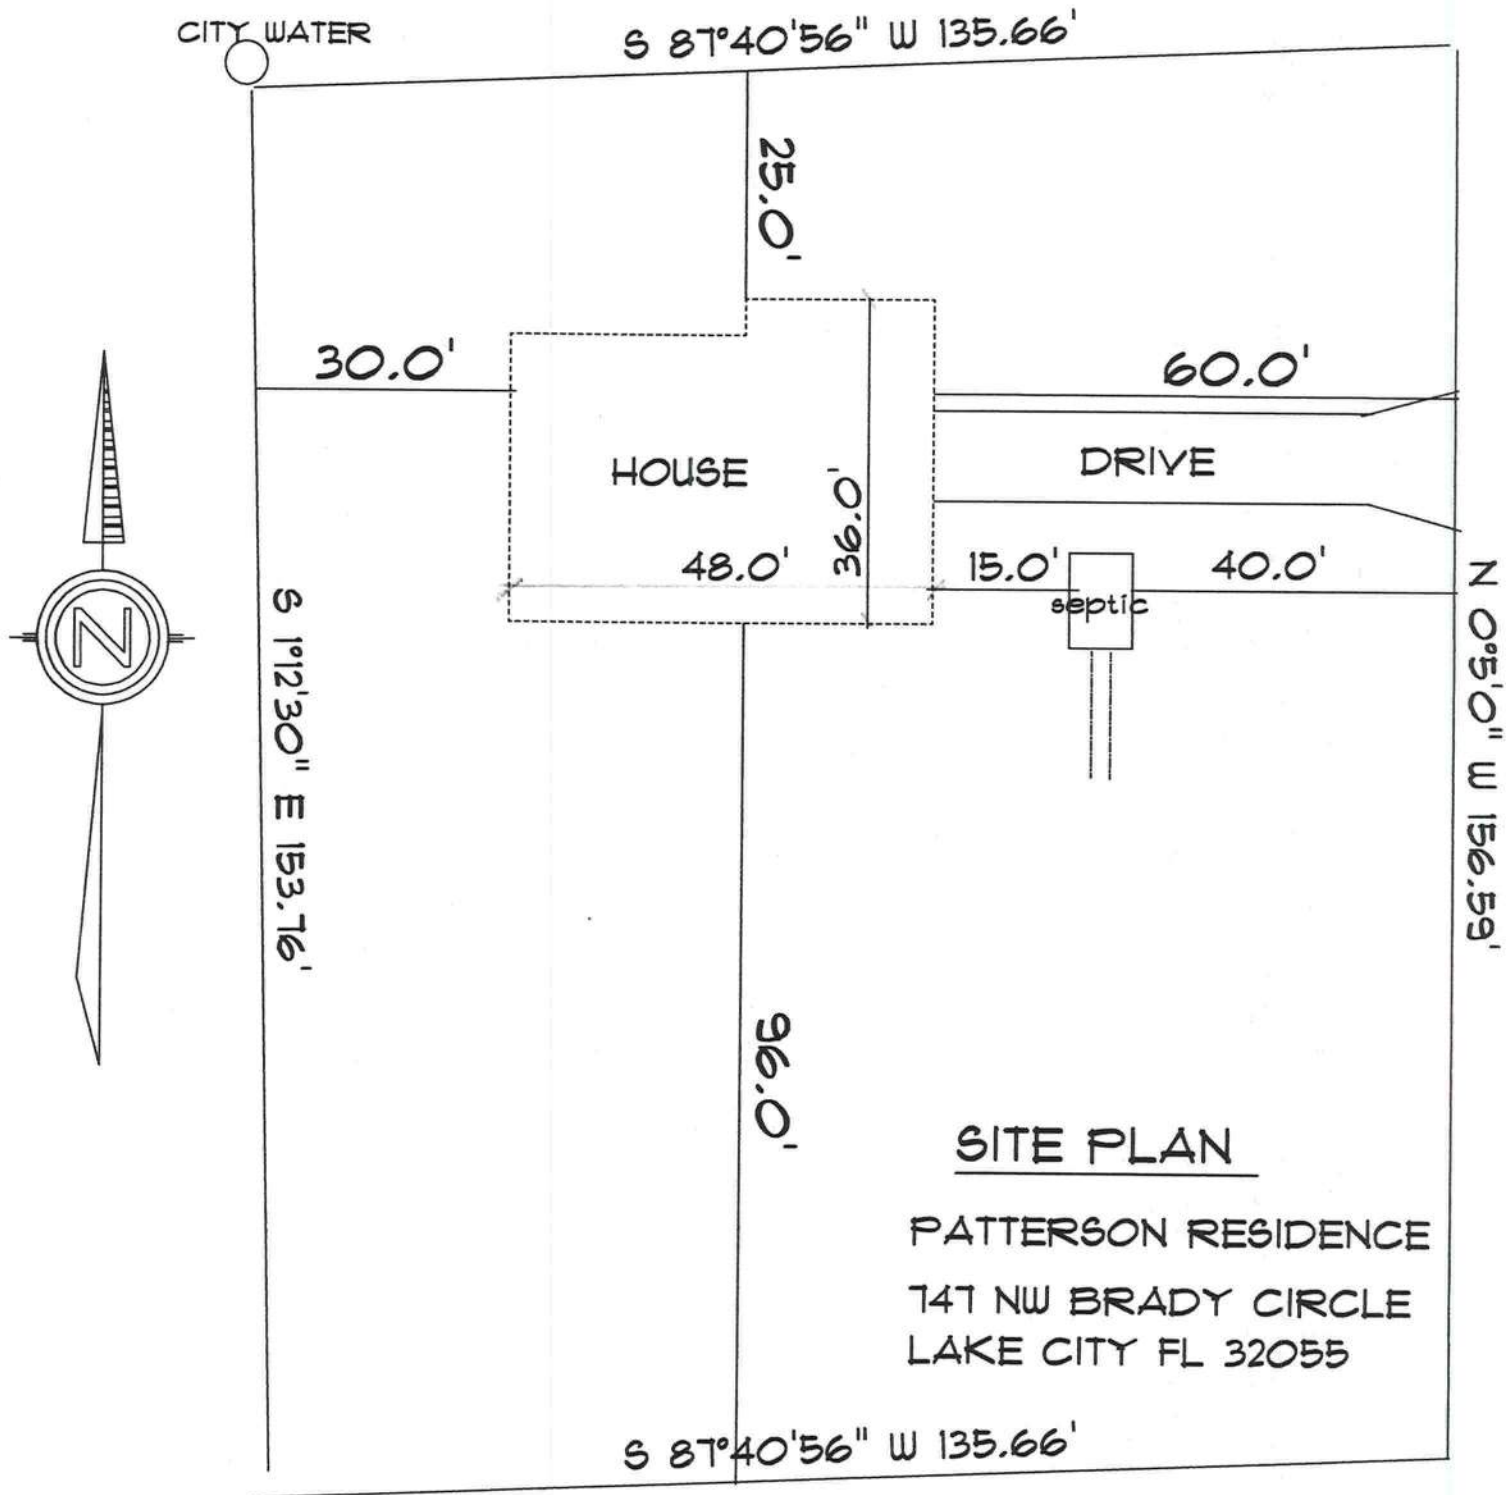 CITY WATER
S 87°40'56" W 135.66'
25.0'
30.0'
60.0'
HOUSE
DRIVE
36.0'
48.0'
15.0'
septic
40.0'
N
S 1°12'30" E 153.76'
N 0°5'0" W 156.59'
96.0'
SITE PLAN
PATTERSON RESIDENCE
747 NW BRADY CIRCLE
LAKE CITY FL 32055
S 87°40'56" W 135.66'